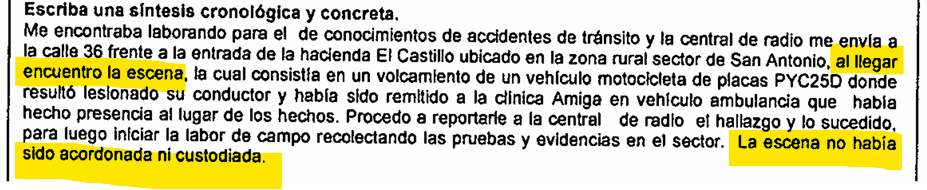 Escriba una síntesis cronológica y concreta.
Me encontraba laborando para el  de conocimientos de accidentes de tránsito y la central de radio me envía a
la calle 36 frente a la entrada de la hacienda El Castillo ubicado en la zona rural sector de San Antonio, al llegar
encuentro la escena, la cual consistía en un volcamiento de un vehículo motocicleta de placas PYC25D donde
resultó lesionado su conductor y había sido remitido a la clinica Amiga en vehículo ambulancia que  había
hecho presencia al lugar de los hechos. Procedo a reportarle a la central  de radio el hallazgo y lo sucedido,
para luego iniciar la labor de campo recolectando las pruebas y evidencias en el sector.  La escena no había
sido acordonada ni custodiada.